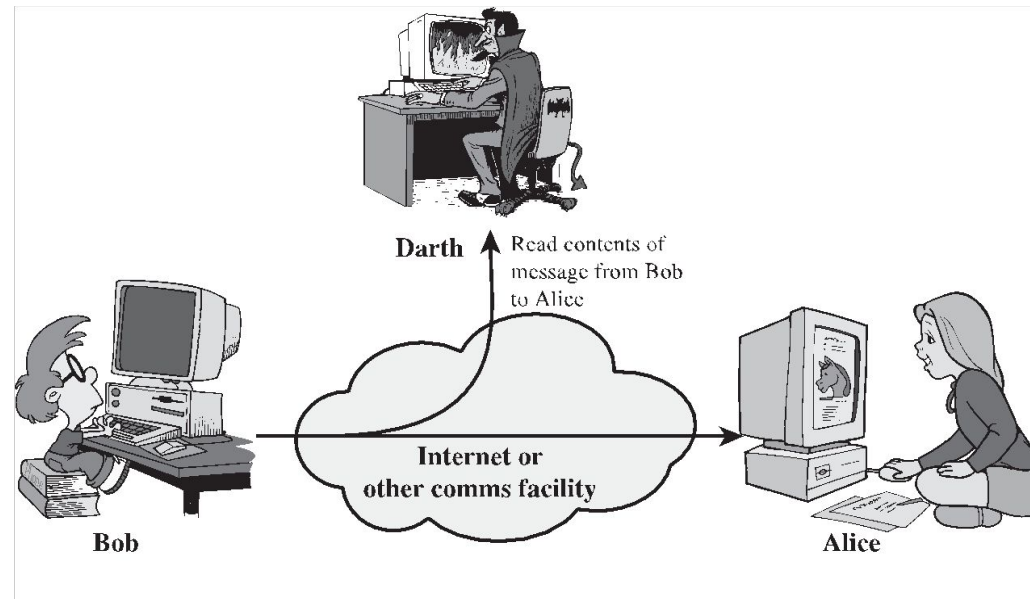 Darth
Read contents of
message from Bob
to Alice
Internet or
other comms facility
Bob
Alice